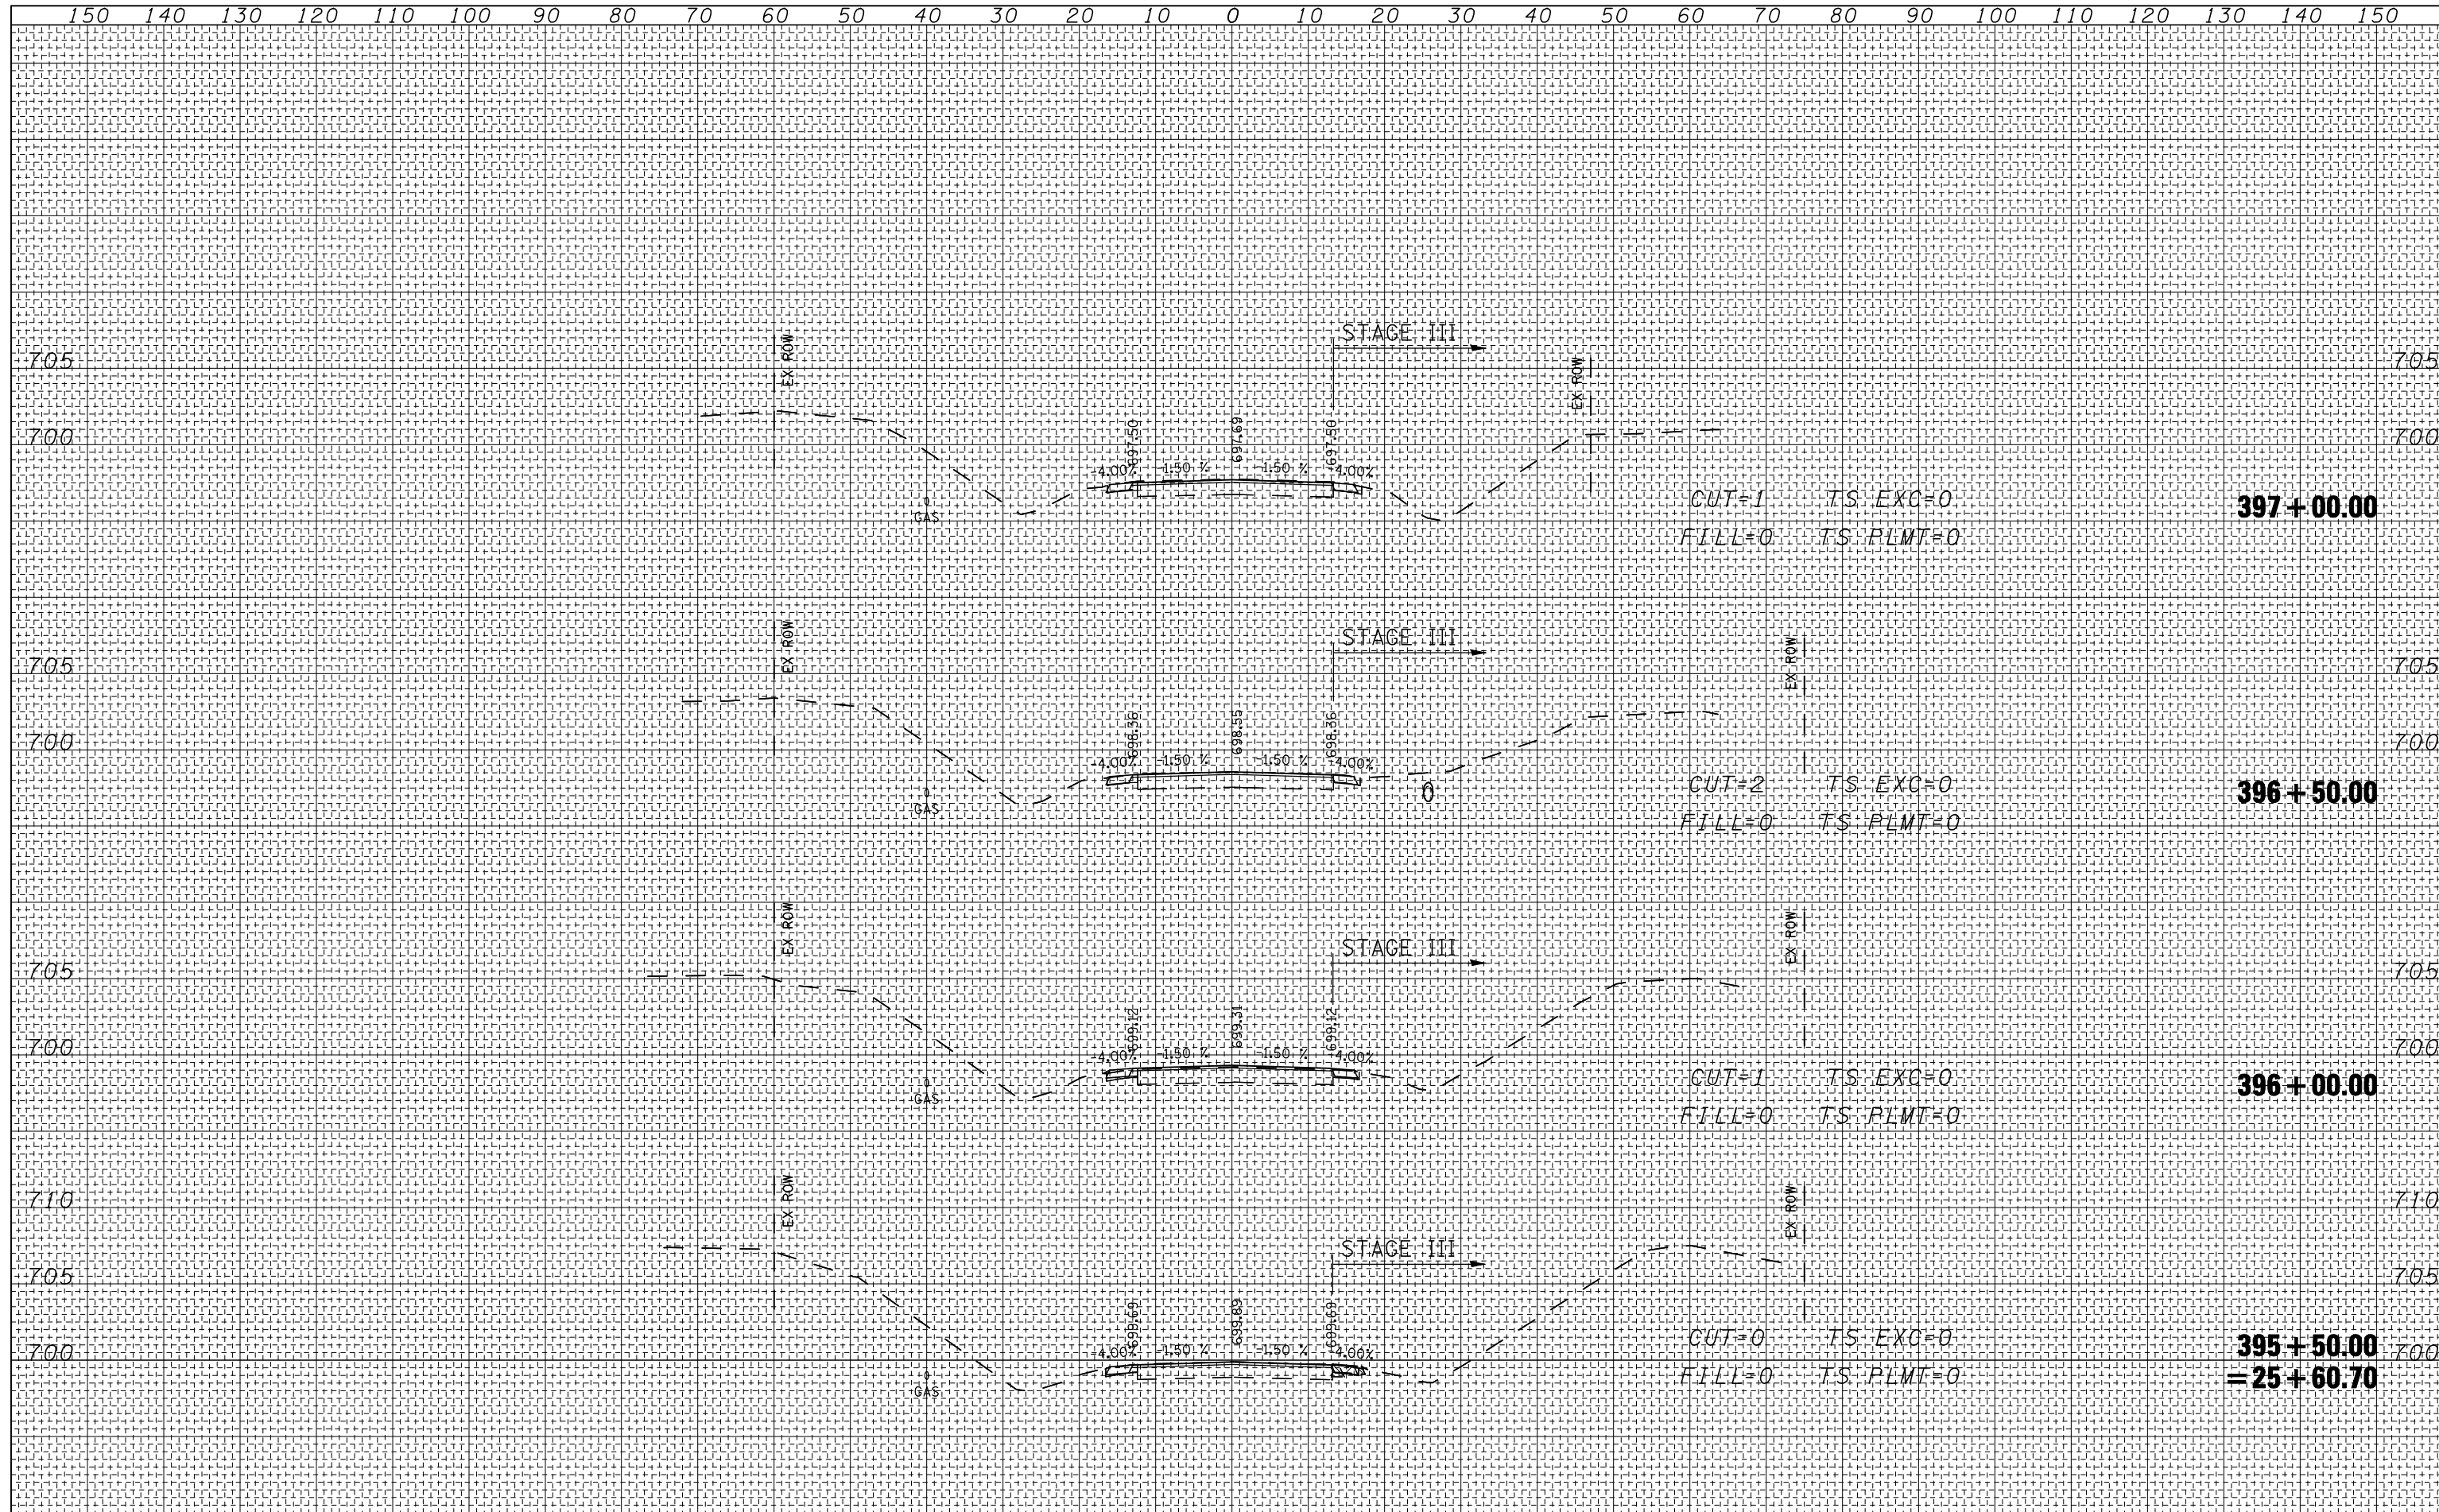 150 140 130 120 110 100 90 80 70 60 50 40 30 20 10 0 10 20 30 40 50 60 70 80 90 100 110 120 130 140 150
STAGE III
EX ROW
EX ROW
705 705
700 700
697.50 697.69 697.50
-4.00% -1.50 % -1.50 % -4.00%
GAS
CUT=1 TS EXC=0
397+00.00
FILL=0 TS PLMT=0
STAGE III
EX ROW
EX ROW
705 705
700 700
698.36 698.55 698.36
-4.00% -1.50 % -1.50 % -4.00%
GAS
CUT=2 TS EXC=0
396+50.00
FILL=0 TS PLMT=0
EX ROW
EX ROW
STAGE III
705 705
700 700
699.12 699.31 699.12
-4.00% -1.50 % -1.50 % -4.00%
GAS
CUT=1 TS EXC=0
396+00.00
FILL=0 TS PLMT=0
710 710
EX ROW
EX ROW
STAGE III
705 705
699.69 699.89 699.69
CUT=0 TS EXC=0
395+50.00
700 700
-4.00% -1.50 % -1.50 % -4.00%
FILL=0 TS PLMT=0
=25+60.70
GAS